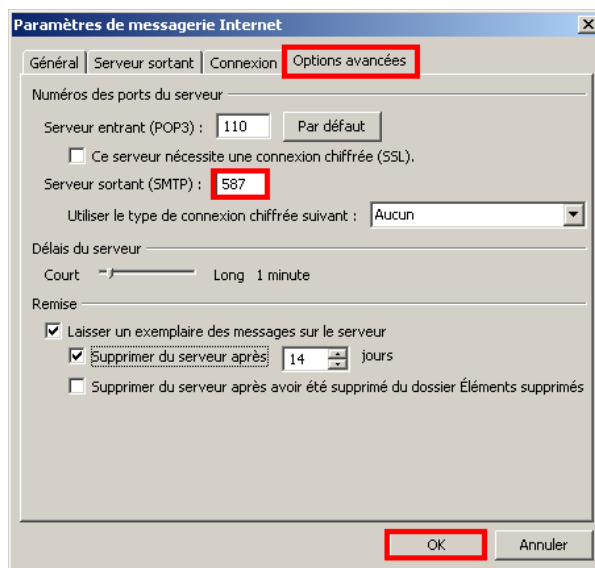 Paramètres de messagerie Internet
Général Serveur sortant Connexion Options avancées
Numéros des ports du serveur
Serveur entrant (POP3) : 110 Par défaut
Ce serveur nécessite une connexion chiffrée (SSL).
Serveur sortant (SMTP) : 587
Utiliser le type de connexion chiffrée suivant : Aucun
Délais du serveur
Court Long 1 minute
Remise
Laisser un exemplaire des messages sur le serveur
Supprimer du serveur après 14 jours
Supprimer du serveur après avoir été supprimé du dossier Éléments supprimés
OK Annuler